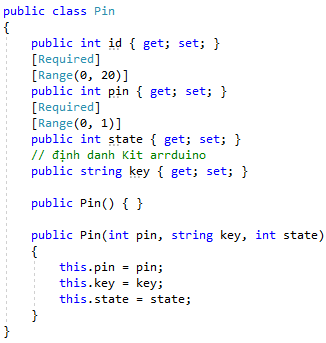 public class Pin
{
    public int id { get; set; }
    [Required]
    [Range(0, 20)]
    public int pin { get; set; }
    [Required]
    [Range(0, 1)]
    public int state { get; set; }
    // định danh Kit arrduino
    public string key { get; set; }

    public Pin() { }

    public Pin(int pin, string key, int state)
    {
        this.pin = pin;
        this.key = key;
        this.state = state;
    }
}